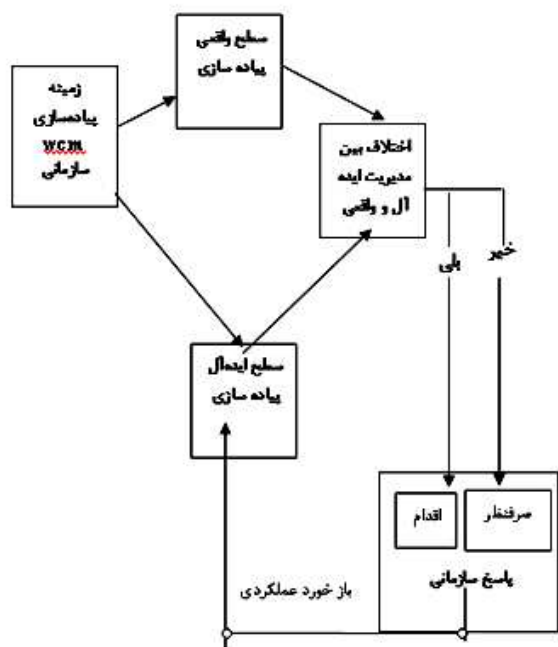 سطح واقعی
پیاده سازی
زمینه
پیاده‌سازی
wcm
سازمانی
اختلاف بین
مدیریت ایده
آل و واقعی
بلی
خیر
سطح ایده‌آل
پیاده سازی
اقدام
صرفنظر
پاسخ سازمانی
باز خورد عملکردی